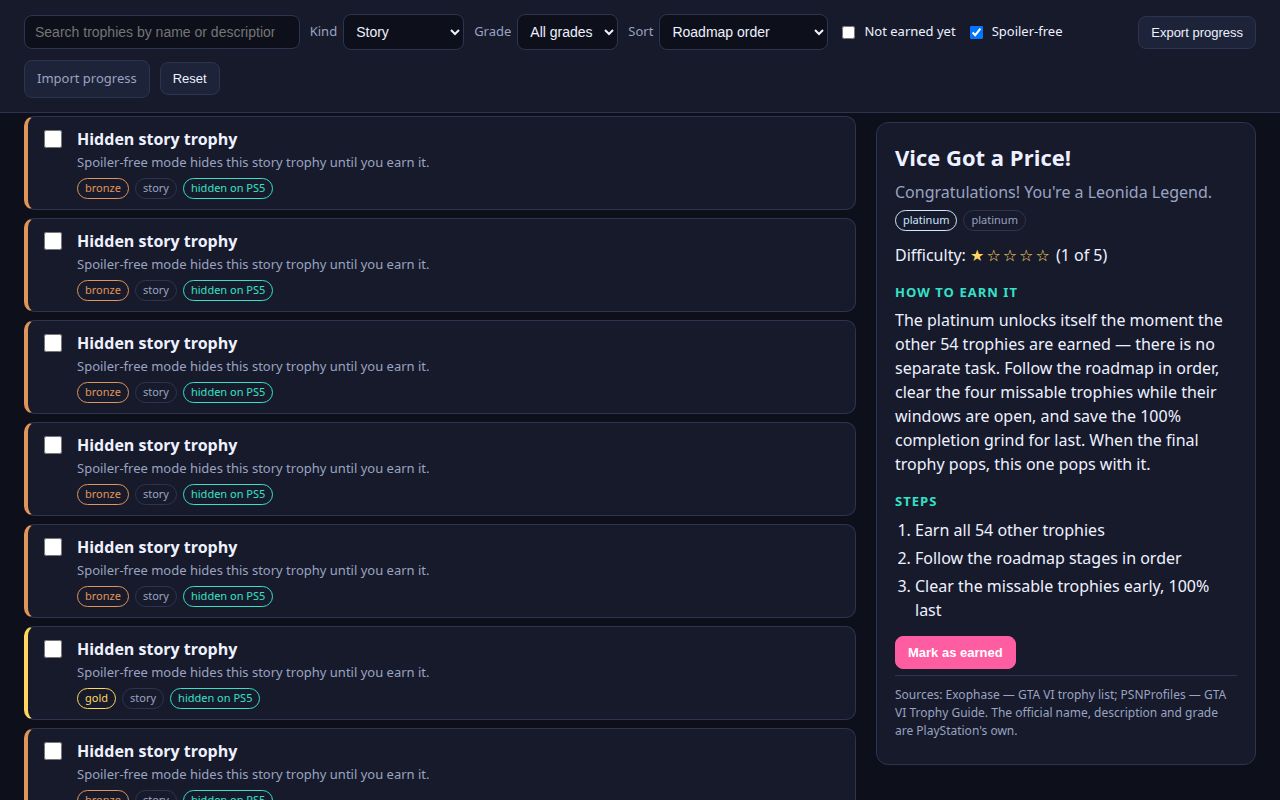 Search trophies by name or description
Kind
Story
Grade
All grades
Sort
Roadmap order
Not earned yet
Spoiler-free
Export progress
Import progress
Reset
Hidden story trophy
Spoiler-free mode hides this story trophy until you earn it.
bronze
story
hidden on PS5
Hidden story trophy
Spoiler-free mode hides this story trophy until you earn it.
bronze
story
hidden on PS5
Hidden story trophy
Spoiler-free mode hides this story trophy until you earn it.
bronze
story
hidden on PS5
Hidden story trophy
Spoiler-free mode hides this story trophy until you earn it.
bronze
story
hidden on PS5
Hidden story trophy
Spoiler-free mode hides this story trophy until you earn it.
bronze
story
hidden on PS5
Hidden story trophy
Spoiler-free mode hides this story trophy until you earn it.
gold
story
hidden on PS5
Hidden story trophy
Spoiler-free mode hides this story trophy until you earn it.
bronze
story
hidden on PS5
Vice Got a Price!
Congratulations! You're a Leonida Legend.
platinum
platinum
Difficulty: ★☆☆☆☆ (1 of 5)
HOW TO EARN IT
The platinum unlocks itself the moment the
other 54 trophies are earned — there is no
separate task. Follow the roadmap in order,
clear the four missable trophies while their
windows are open, and save the 100%
completion grind for last. When the final
trophy pops, this one pops with it.
STEPS
1. Earn all 54 other trophies
2. Follow the roadmap stages in order
3. Clear the missable trophies early, 100%
last
Mark as earned
Sources: Exophase — GTA VI trophy list; PSNProfiles — GTA
VI Trophy Guide. The official name, description and grade
are PlayStation's own.